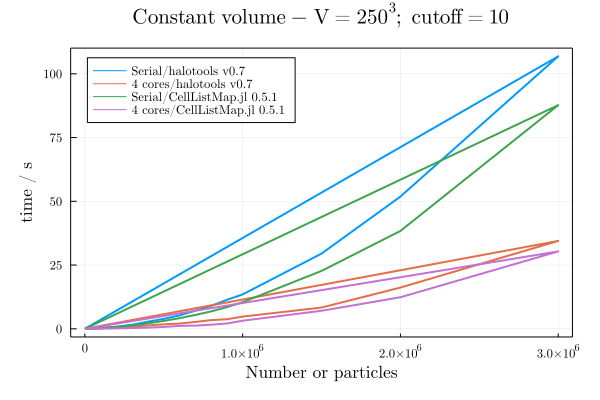 Constant volume − V = 250³; cutoff = 10
Serial/halotools v0.7
4 cores/halotools v0.7
Serial/CellListMap.jl 0.5.1
4 cores/CellListMap.jl 0.5.1
time / s
100
75
50
25
0
0
1.0×10⁶
2.0×10⁶
3.0×10⁶
Number or particles